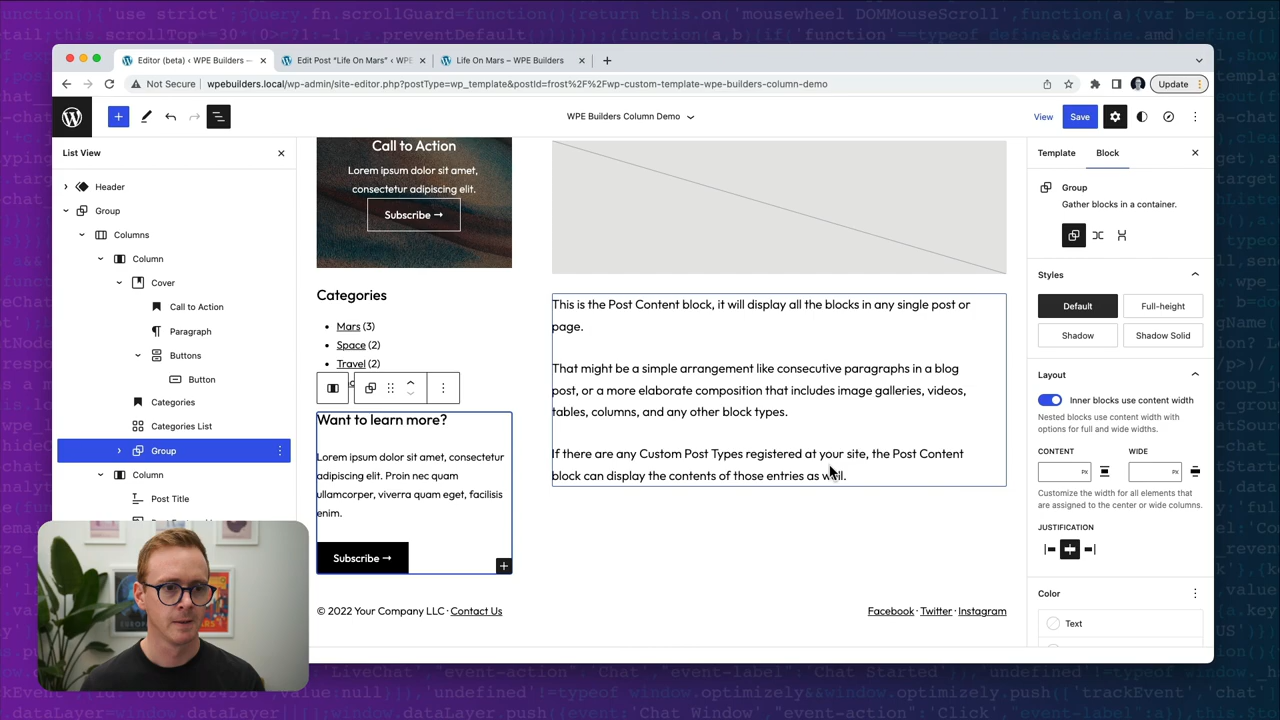 Editor (beta) ‹ WPE Builders —
Edit Post “Life On Mars” ‹ WPE
Life On Mars – WPE Builders
Not Secure
wpebuilders.local/wp-admin/site-editor.php?postType=wp_template&postId=frost%2F%2Fwp-custom-template-wpe-builders-column-demo
Update
WPE Builders Column Demo
View
Save
List View
Header
Group
Columns
Column
Cover
Call to Action
Paragraph
Buttons
Button
Categories
Categories List
Group
Column
Post Title
Call to Action
Lorem ipsum dolor sit amet,
consectetur adipiscing elit.
Subscribe →
Categories
Mars (3)
Space (2)
Travel (2)
Want to learn more?
Lorem ipsum dolor sit amet, consectetur
adipiscing elit. Proin nec quam
ullamcorper, viverra quam eget, facilisis
enim.
Subscribe →
This is the Post Content block, it will display all the blocks in any single post or
page.
That might be a simple arrangement like consecutive paragraphs in a blog
post, or a more elaborate composition that includes image galleries, videos,
tables, columns, and any other block types.
If there are any Custom Post Types registered at your site, the Post Content
block can display the contents of those entries as well.
© 2022 Your Company LLC · Contact Us
Facebook · Twitter · Instagram
Template
Block
Group
Gather blocks in a container.
Styles
Default
Full-height
Shadow
Shadow Solid
Layout
Inner blocks use content width
Nested blocks use content width with
options for full and wide widths.
CONTENT
WIDE
PX
PX
Customize the width for all elements that
are assigned to the center or wide columns.
JUSTIFICATION
Color
Text